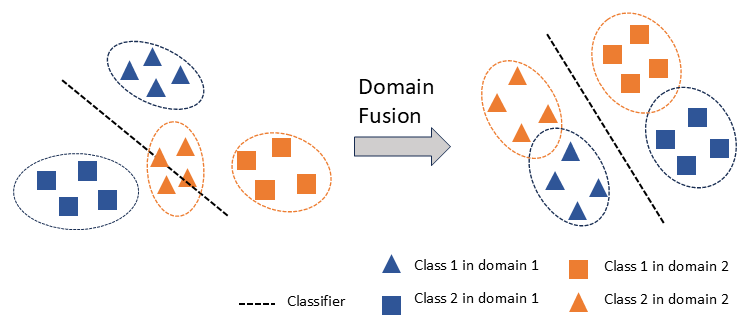 Domain
Fusion
Class 1 in domain 1
Class 1 in domain 2
Classifier
Class 2 in domain 1
Class 2 in domain 2